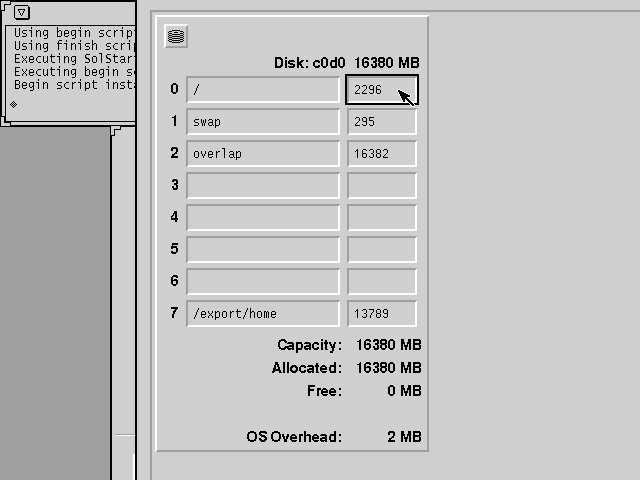 Using begin scrip
Using finish scrip
Executing SolStar
Executing begin s
Begin script inst
Disk: c0d0 16380 MB
0 / 2296
1 swap 295
2 overlap 16382
3
4
5
6
7 /export/home 13789
Capacity: 16380 MB
Allocated: 16380 MB
Free: 0 MB
OS Overhead: 2 MB